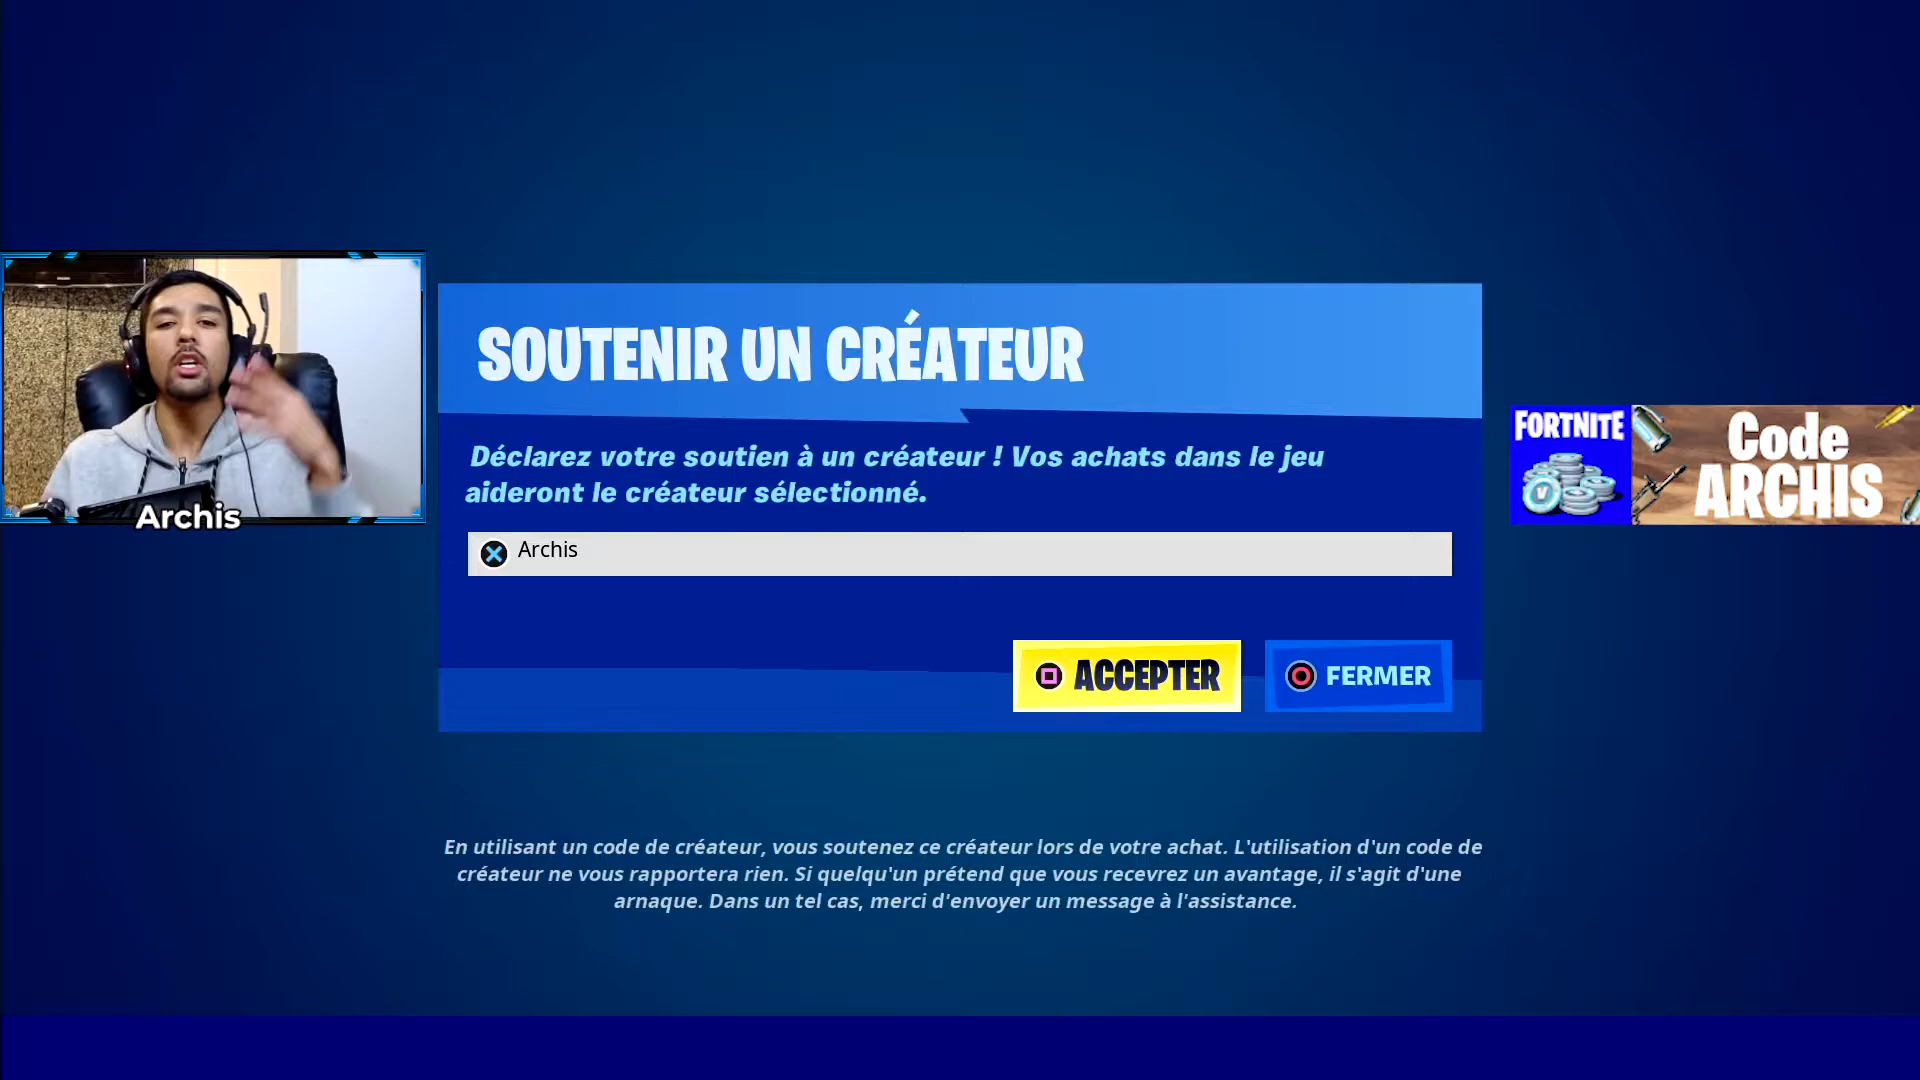 SOUTENIR UN CRÉATEUR
Déclarez votre soutien à un créateur ! Vos achats dans le jeu
aideront le créateur sélectionné.
Archis
Archis
ACCEPTER
FERMER
FORTNITE
V
Code
ARCHIS
En utilisant un code de créateur, vous soutenez ce créateur lors de votre achat. L'utilisation d'un code de
créateur ne vous rapportera rien. Si quelqu'un prétend que vous recevrez un avantage, il s'agit d'une
arnaque. Dans un tel cas, merci d'envoyer un message à l'assistance.